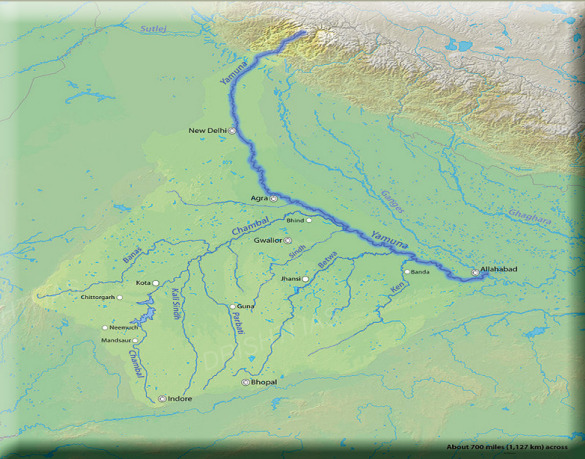 Sutlej
Yamuna
New Delhi
Agra
Ganges
Ghaghara
Chambal
Bhind
Yamuna
Gwalior
Banas
Sindh
Betwa
Allahabad
Kota
Jhansi
Banda
Ken
Chittorgarh
Kali Sindh
Guna
Parbati
Neemuch
Mandsaur
Chambal
Bhopal
Indore
About 700 miles (1,127 km) across